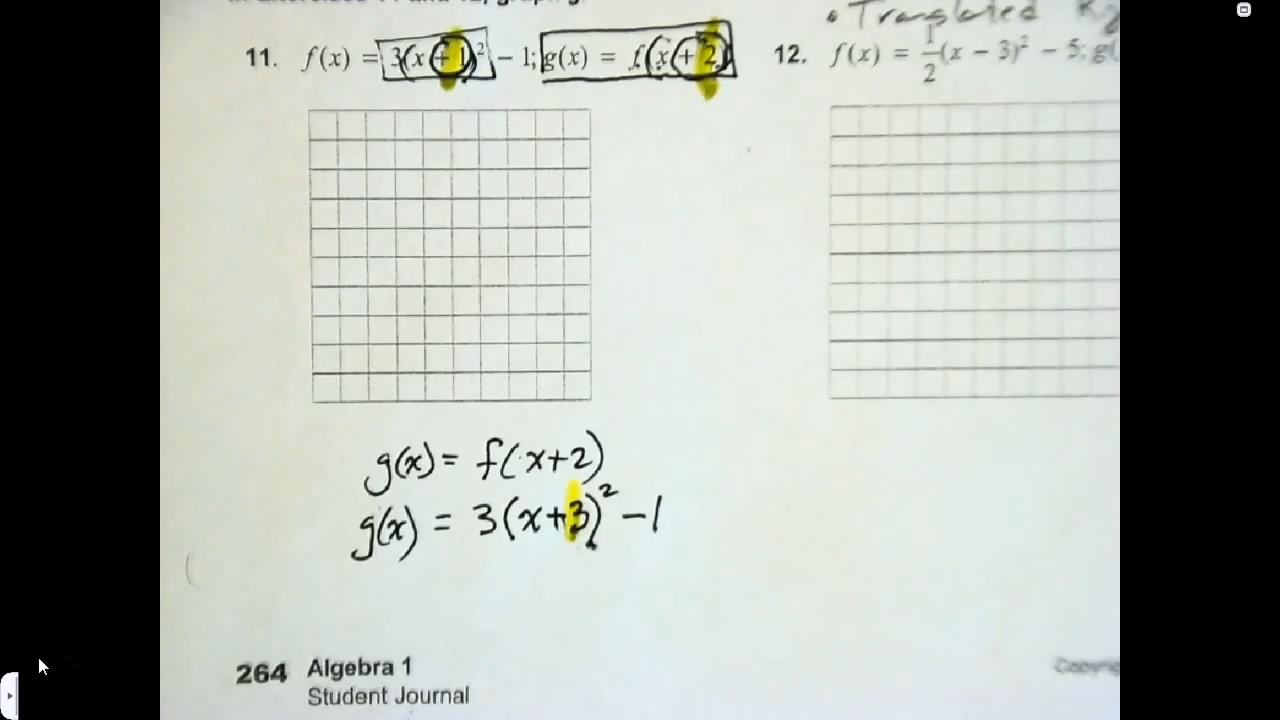 • Translated
11. f(x) = 3(x + 1)² − 1; g(x) = f(x + 2)
12. f(x) = 1/2(x − 3)² − 5; g(
g(x) = f(x+2)
g(x) = 3(x+3)² −1
264 Algebra 1
Student Journal